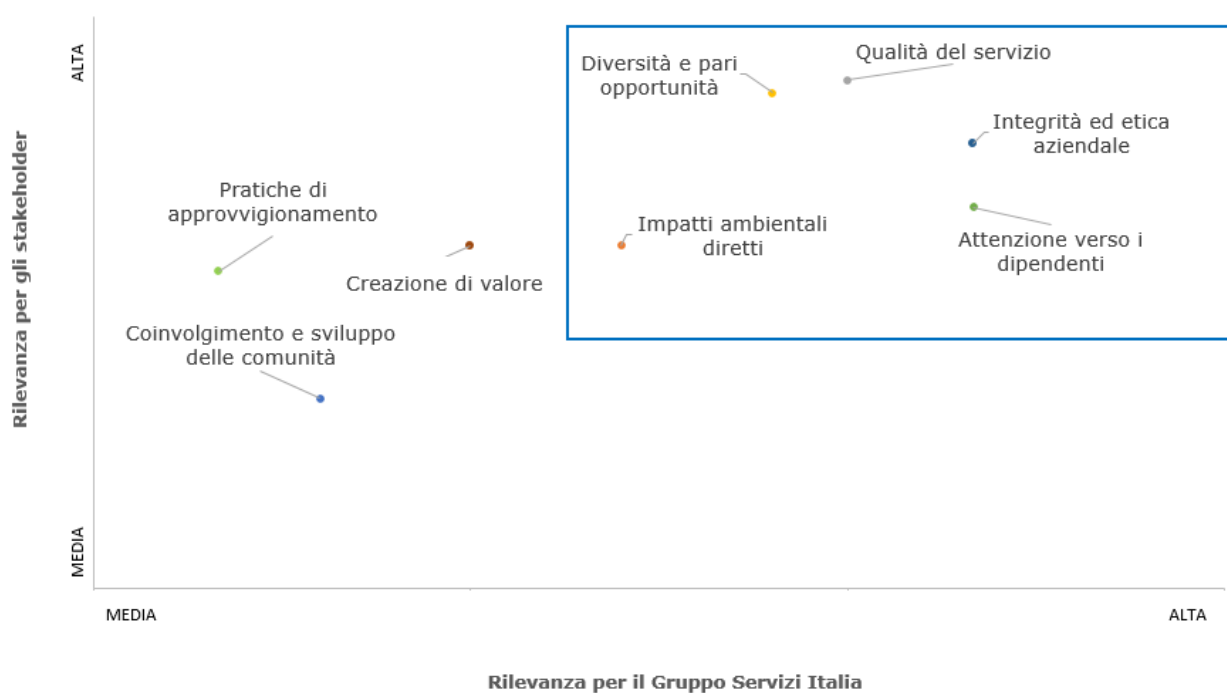 ALTA
Qualità del servizio
Diversità e pari
opportunità
Integrità ed etica
aziendale
Pratiche di
approvvigionamento
Impatti ambientali
diretti
Attenzione verso i
dipendenti
Creazione di valore
Coinvolgimento e sviluppo
delle comunità
Rilevanza per gli stakeholder
MEDIA
MEDIA
ALTA
Rilevanza per il Gruppo Servizi Italia